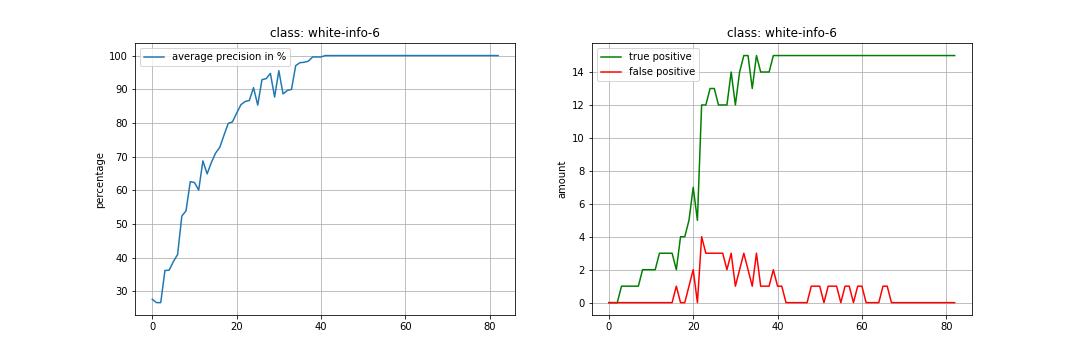 class: white-info-6
average precision in %
percentage
100
90
80
70
60
50
40
30
0 20 40 60 80
class: white-info-6
true positive
false positive
amount
14
12
10
8
6
4
2
0
0 20 40 60 80